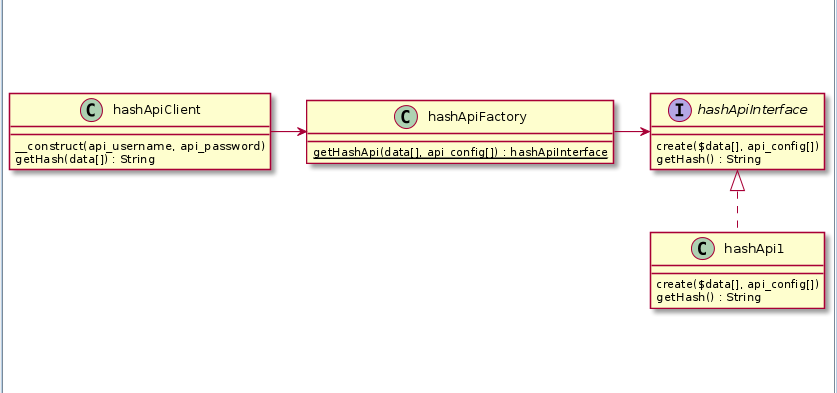 C hashApiClient
__construct(api_username, api_password)
getHash(data[]) : String
C hashApiFactory
getHashApi(data[], api_config[]) : hashApiInterface
I hashApiInterface
create($data[], api_config[])
getHash() : String
C hashApi1
create($data[], api_config[])
getHash() : String